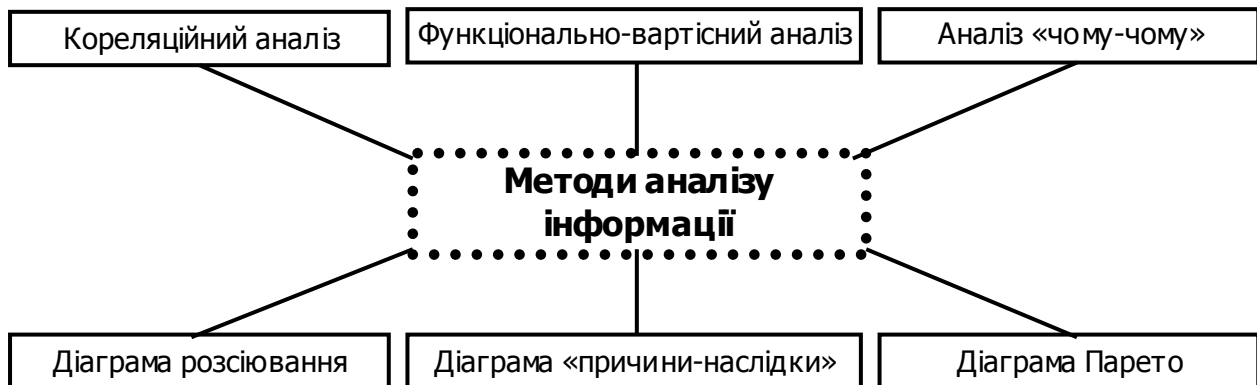 Кореляційний аналіз
Функціонально-вартісний аналіз
Аналіз «чому-чому»
Методи аналізу
інформації
Діаграма розсіювання
Діаграма «причини-наслідки»
Діаграма Парето